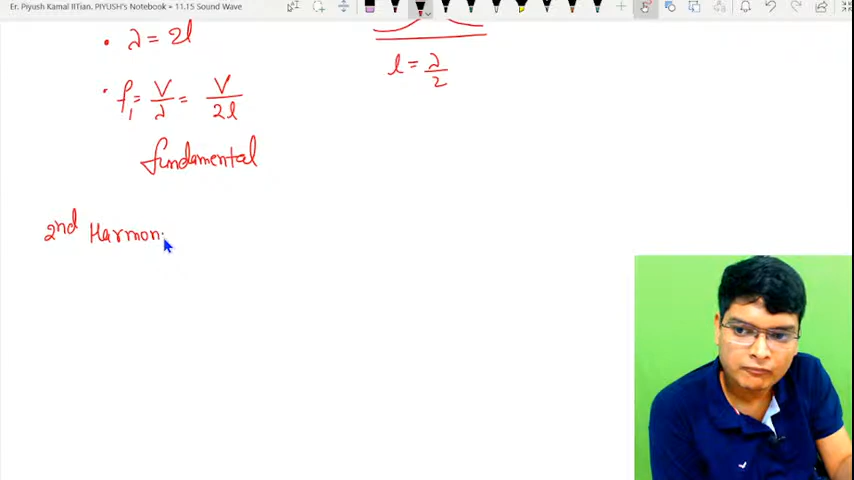 Er. Piyush Kamal IITian. PIYUSH's Notebook = 11.15 Sound Wave
• λ = 2l
l = λ/2
• f₁ = V/λ = V/2l
fundamental
2nd Harmon